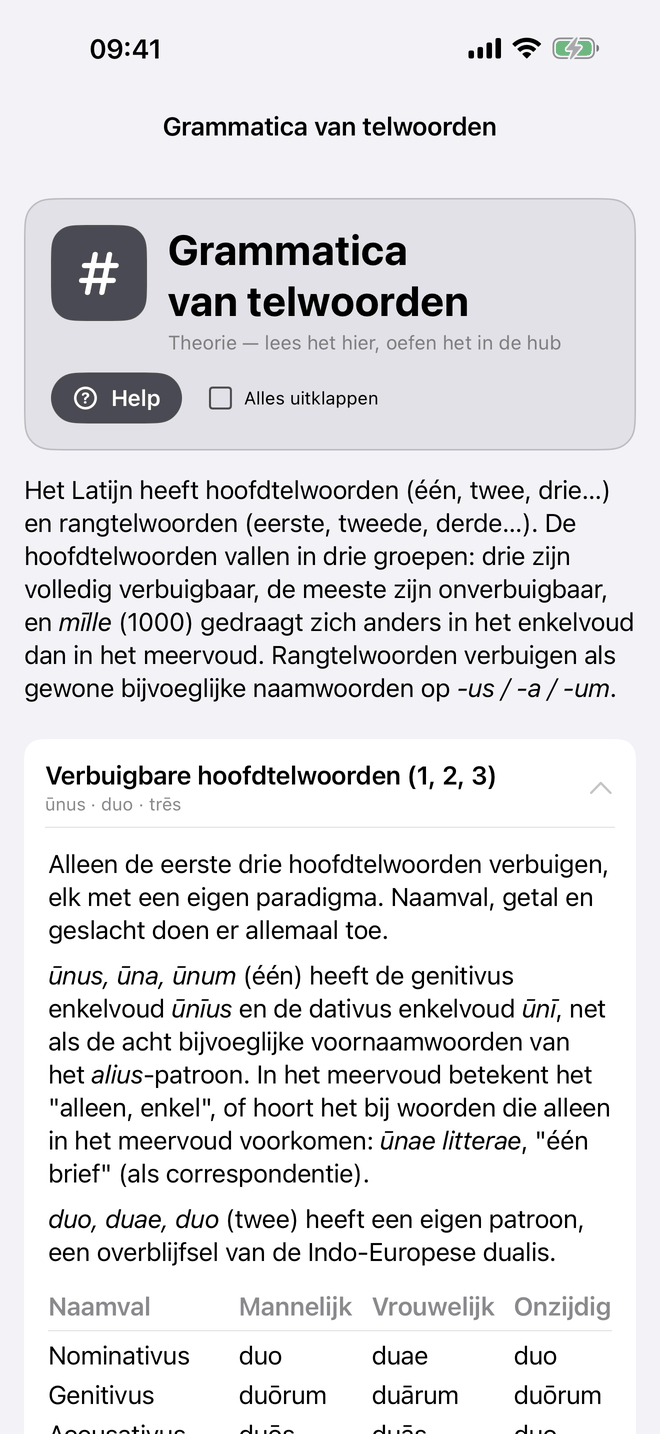 09:41
Grammatica van telwoorden
#
Grammatica
van telwoorden
Theorie — lees het hier, oefen het in de hub
Help
Alles uitklappen
Het Latijn heeft hoofdtelwoorden (één, twee, drie...)
en rangtelwoorden (eerste, tweede, derde...). De
hoofdtelwoorden vallen in drie groepen: drie zijn
volledig verbuigbaar, de meeste zijn onverbuigbaar,
en mīlle (1000) gedraagt zich anders in het enkelvoud
dan in het meervoud. Rangtelwoorden verbuigen als
gewone bijvoeglijke naamwoorden op -us / -a / -um.
Verbuigbare hoofdtelwoorden (1, 2, 3)
ūnus · duo · trēs
Alleen de eerste drie hoofdtelwoorden verbuigen,
elk met een eigen paradigma. Naamval, getal en
geslacht doen er allemaal toe.
ūnus, ūna, ūnum (één) heeft de genitivus
enkelvoud ūnīus en de dativus enkelvoud ūnī, net
als de acht bijvoeglijke voornaamwoorden van
het alius-patroon. In het meervoud betekent het
"alleen, enkel", of hoort het bij woorden die alleen
in het meervoud voorkomen: ūnae litterae, "één
brief" (als correspondentie).
duo, duae, duo (twee) heeft een eigen patroon,
een overblijfsel van de Indo-Europese dualis.
Naamval Mannelijk Vrouwelijk Onzijdig
Nominativus duo duae duo
Genitivus duōrum duārum duōrum
Accusativus duōs duās duo